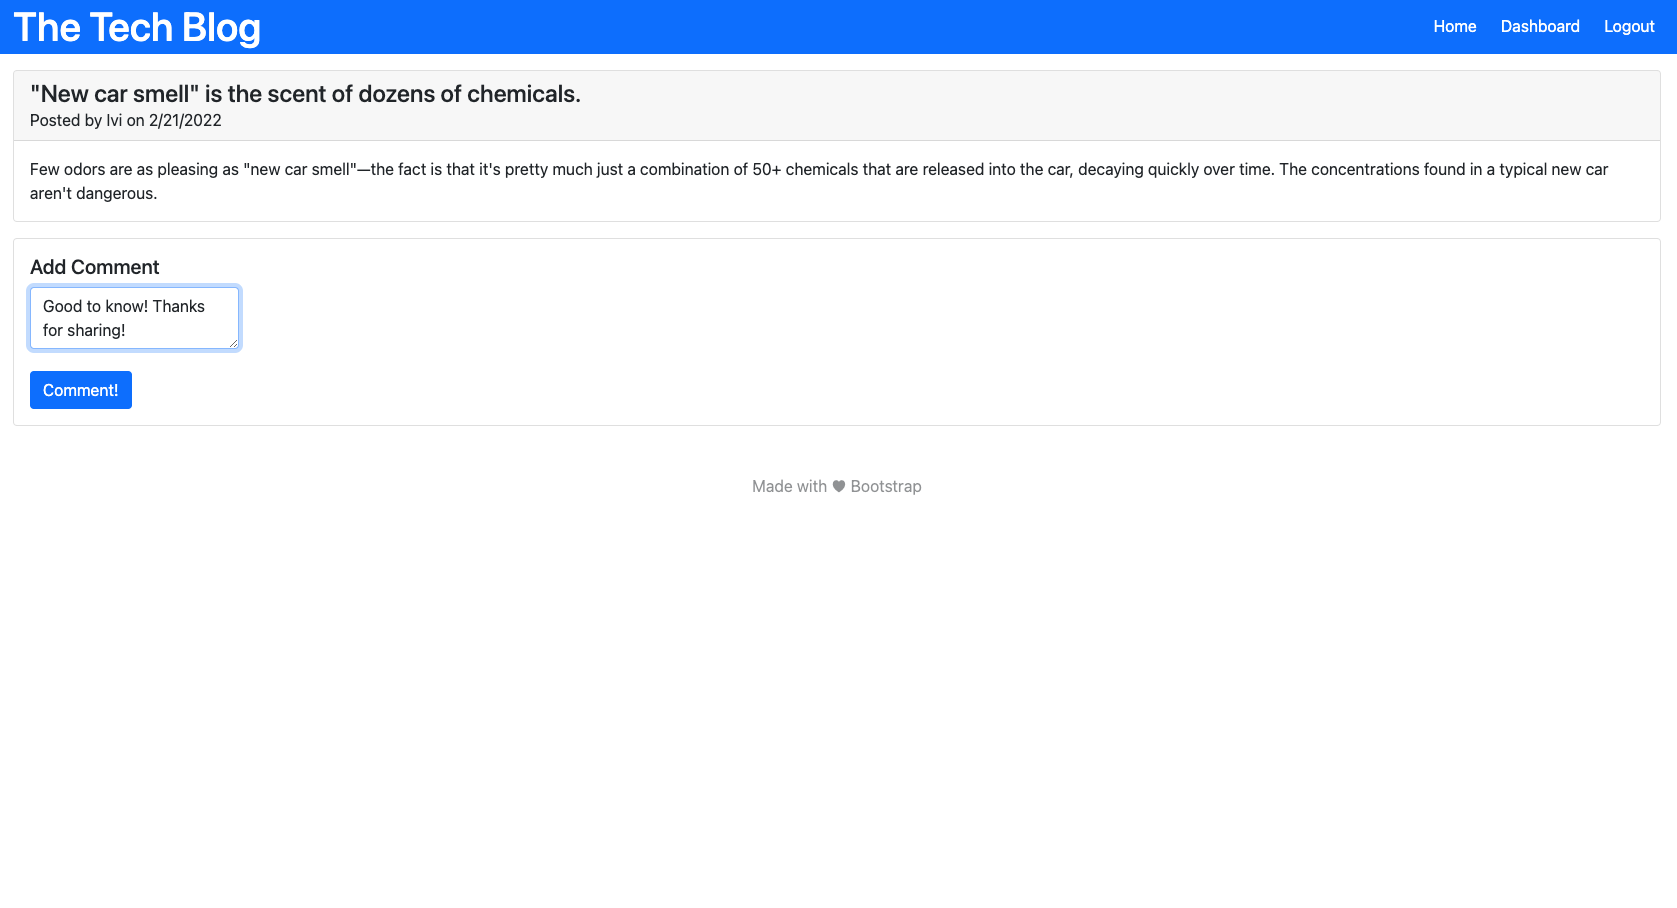 The Tech Blog
Home Dashboard Logout
"New car smell" is the scent of dozens of chemicals.
Posted by lvi on 2/21/2022
Few odors are as pleasing as "new car smell"—the fact is that it's pretty much just a combination of 50+ chemicals that are released into the car, decaying quickly over time. The concentrations found in a typical new car
aren't dangerous.
Add Comment
Good to know! Thanks
for sharing!
Comment!
Made with ♥ Bootstrap